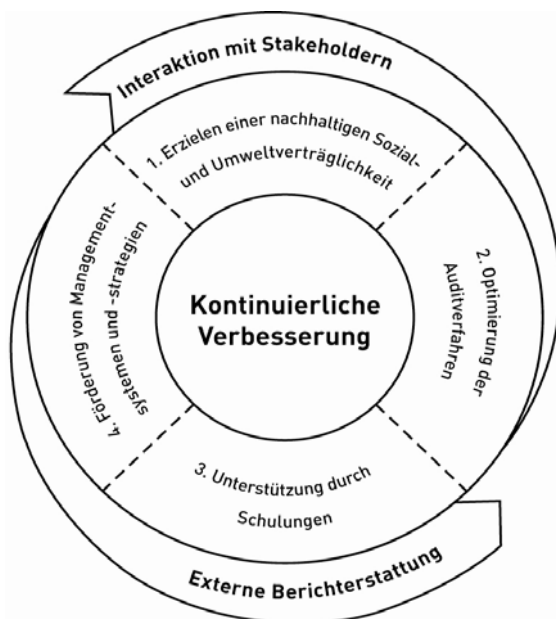 Interaktion mit Stakeholdern
1. Erzielen einer nachhaltigen Sozial-
und Umweltverträglichkeit
2. Optimierung der
Auditverfahren
3. Unterstützung durch
Schulungen
4. Förderung von Management-
systemen und -strategien
Kontinuierliche
Verbesserung
Externe Berichterstattung